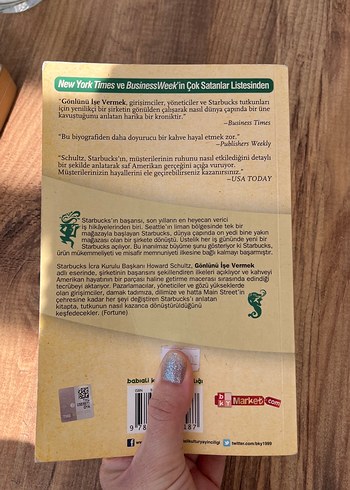 New York Times ve BusinessWeek'in Çok Satanlar Listesinden
"Gönlünü İşe Vermek, girişimciler, yöneticiler ve Starbucks tutkunları
için yenilikçi bir şirketin gönülden çalışarak nasıl dünya çapında bir üne
kavuştuğunu anlatan harika bir kroniktir."
–Business Times
"Bu biyografiden daha doyurucu bir kahve hayal etmek zor."
–Publishers Weekly
"Schultz, Starbucks'ın, müşterilerinin ruhunu nasıl etkilediğini detaylı
bir şekilde anlatarak saf Amerikan gerçeğini açığa vuruyor.
Müşterilerinizin hayallerini ele geçirebilirseniz kazanırsınız."
–USA TODAY
Starbucks'ın başarısı, son yılların en heyecan verici
iş hikâyelerinden biri. Seattle'ın liman bölgesinde tek bir
mağazayla başlayan Starbucks, dünya çapında on yedi bine yakın
mağazası olan bir şirkete dönüştü. Üstelik her iş gününde yeni bir
Starbucks açılıyor. Bu inanılmaz büyüme şunu gösteriyor ki Starbucks,
ürün mükemmeliyeti ve misafir memnuniyeti ilkesine bağlı kalmayı başarmıştır.
Starbucks İcra Kurulu Başkanı Howard Schultz, Gönlünü İşe Vermek
adlı eserinde, şirketinin başarısını şekillendiren ilkeleri açıklıyor ve kahveyi
Amerikan hayatının bir parçası haline getirme macerası sırasında edindiği
tecrübeyi aktarıyor. Pazarlamacılar, yöneticiler ve gözü yükseklerde
olan girişimciler, damak tadımıza, dilimize ve hatta Main Street'in
çehresine kadar her şeyi değiştiren Starbucks'ı anlatan
kitapta, tutkunun nasıl kazanca dönüştürüldüğünü
keşfedecekler. (Fortune)
babıali
bky Market.com
9 78
187
twitter.com/bky1999